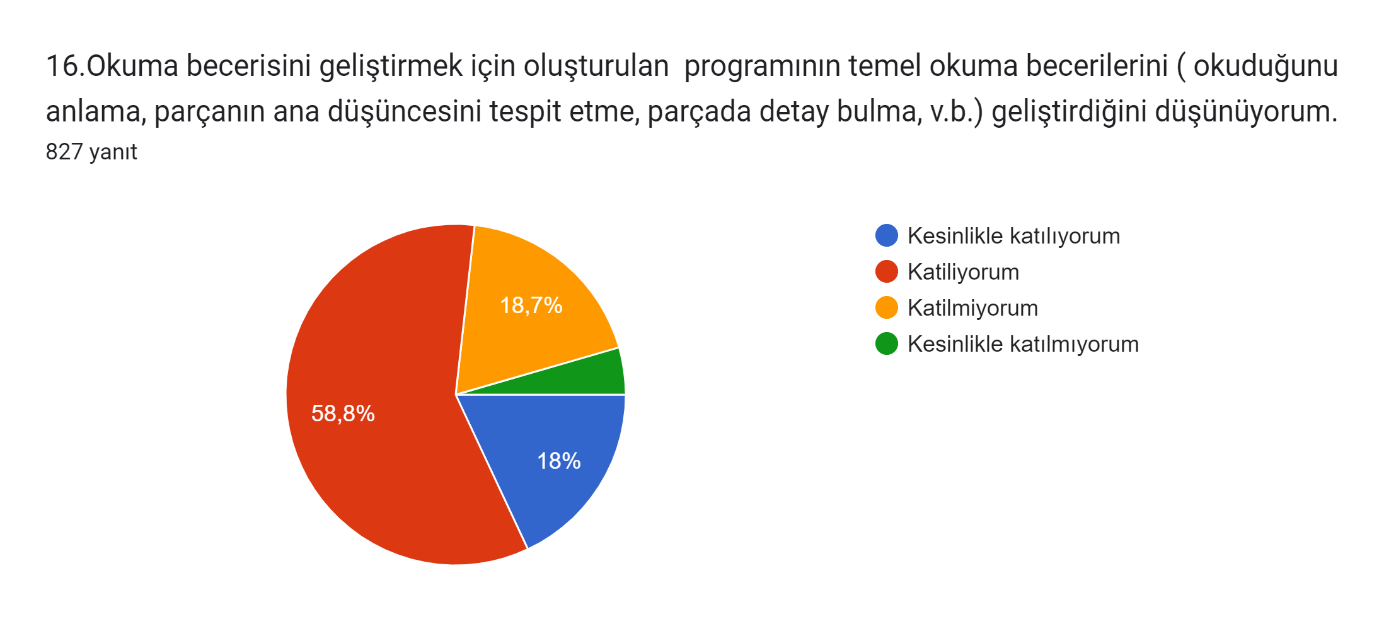 16.Okuma becerisini geliştirmek için oluşturulan  programının temel okuma becerilerini ( okuduğunu
anlama, parçanın ana düşüncesini tespit etme, parçada detay bulma, v.b.) geliştirdiğini düşünüyorum.
827 yanıt
Kesinlikle katılıyorum
Katiliyorum
Katilmiyorum
Kesinlikle katılmıyorum
18,7%
58,8%
18%